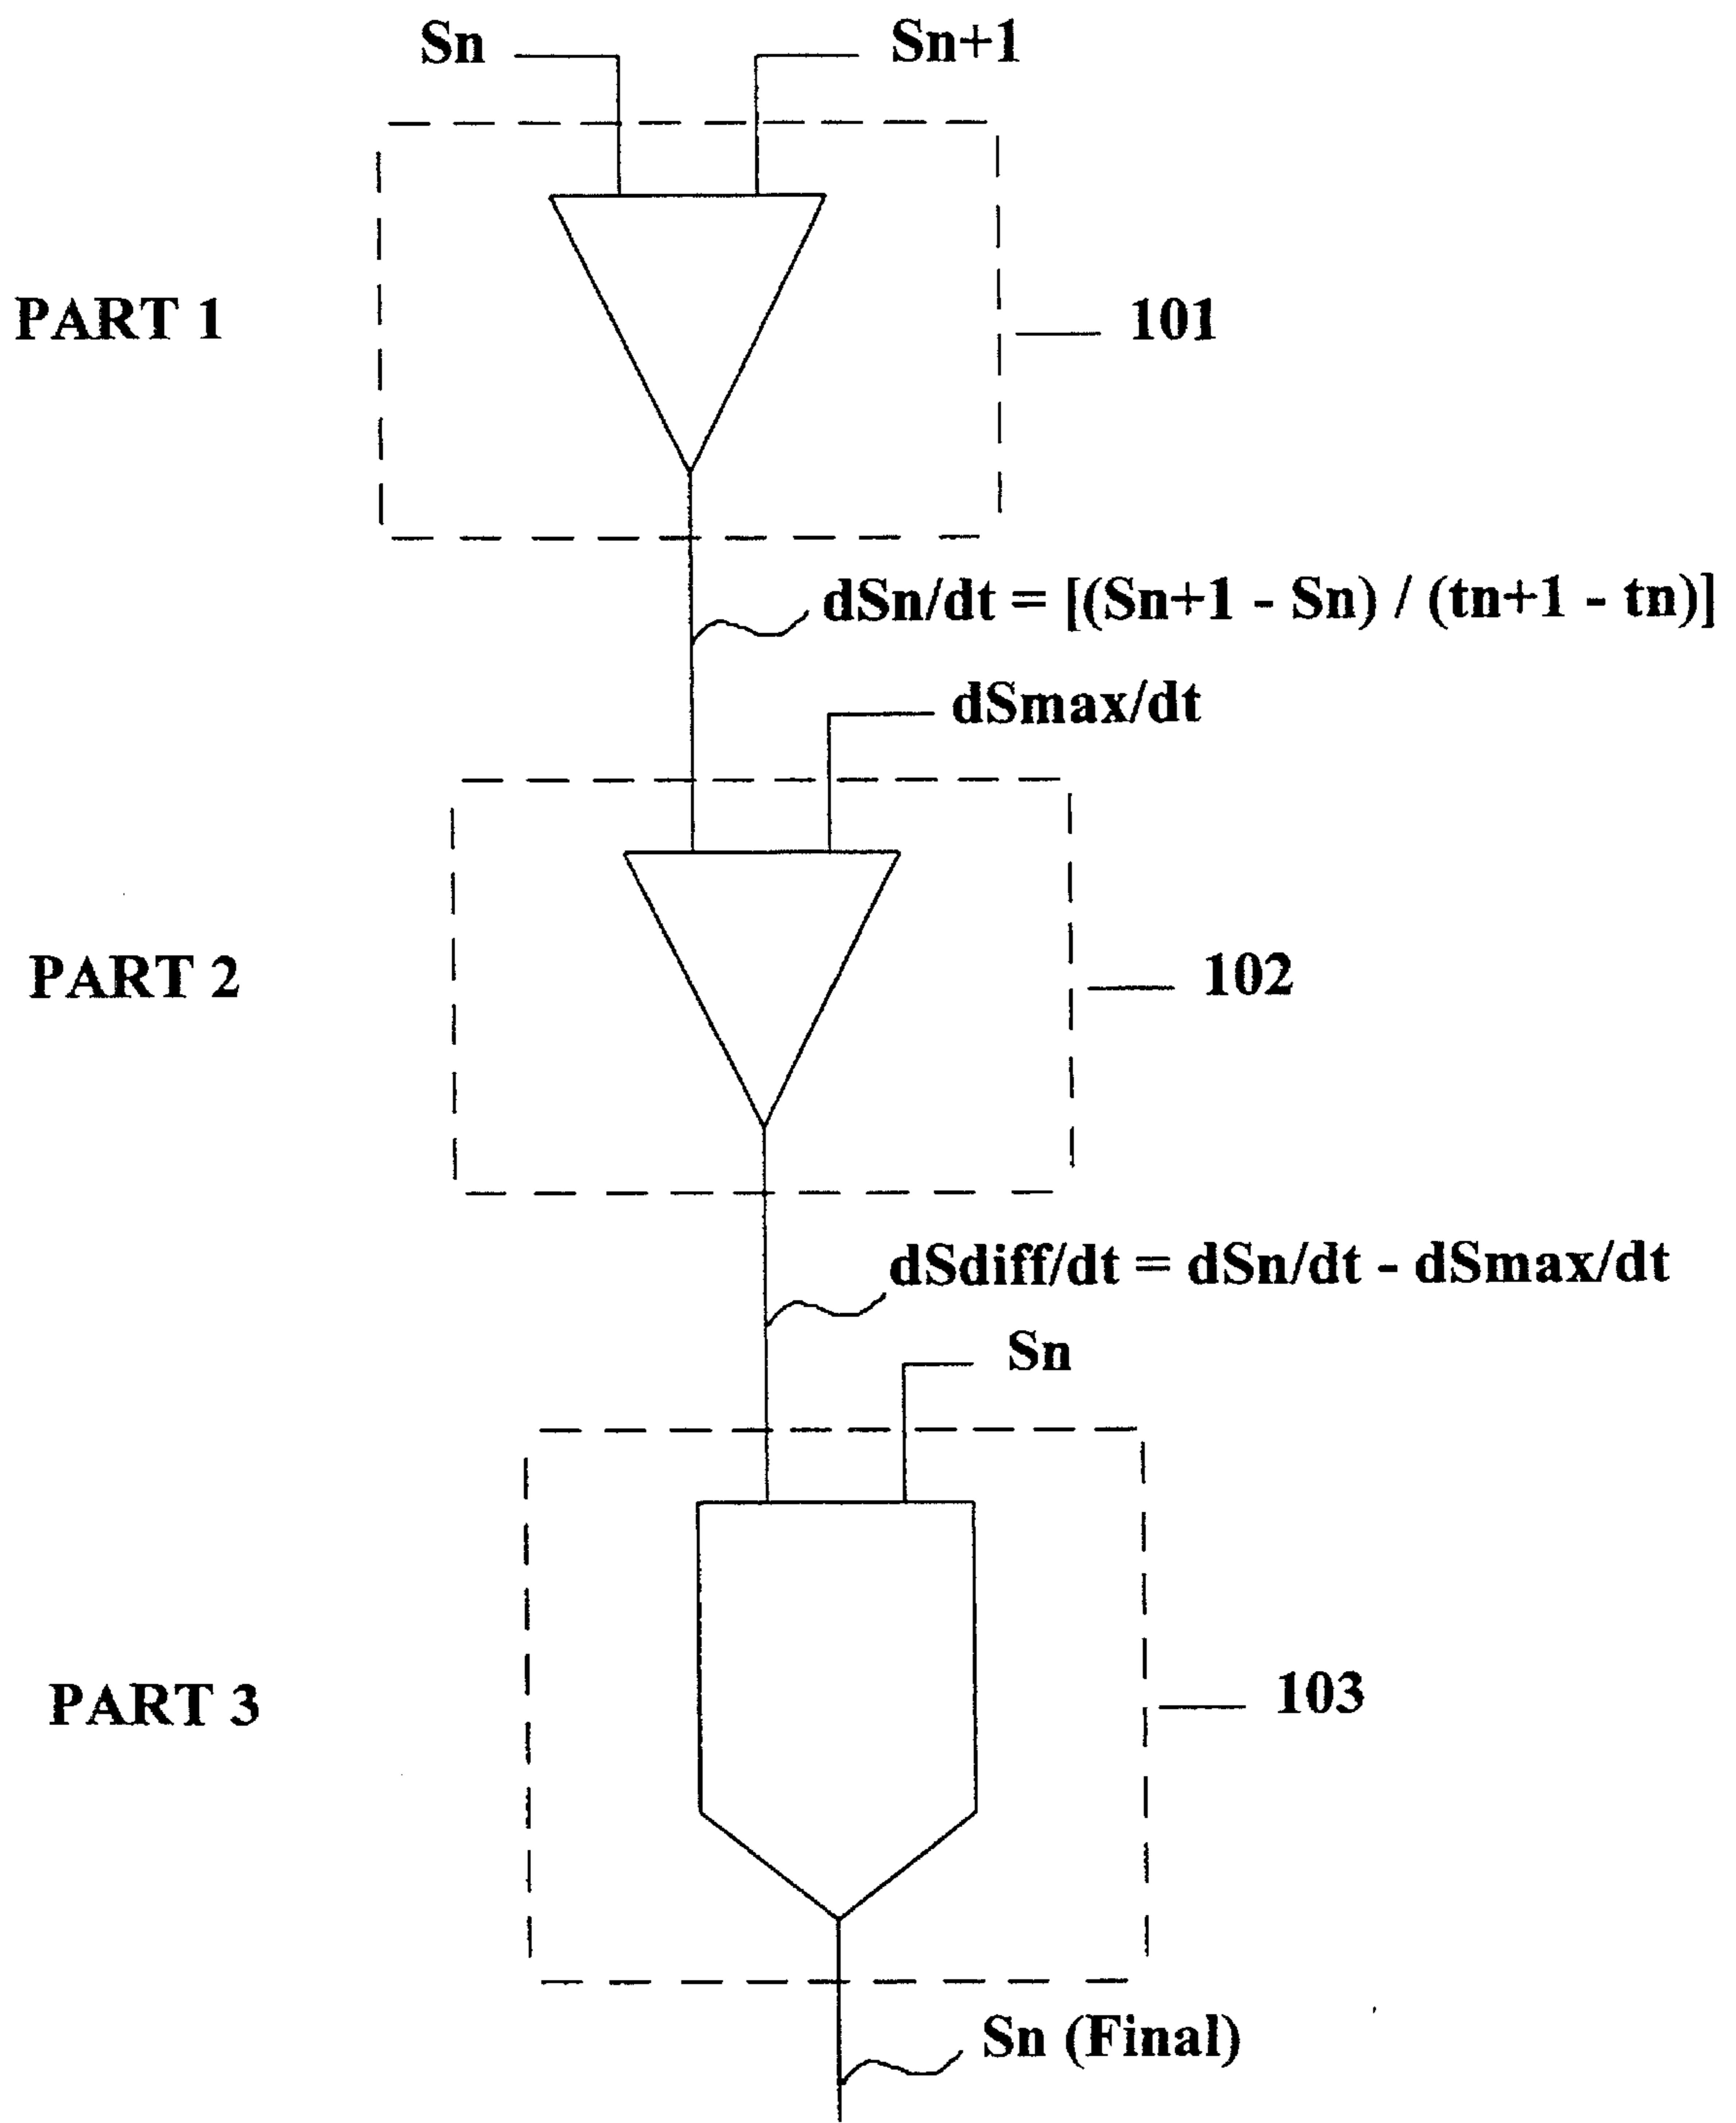 Sn
Sn+1
PART 1
101
dSn/dt = [(Sn+1 - Sn) / (tn+1 - tn)]
dSmax/dt
PART 2
102
dSdiff/dt = dSn/dt - dSmax/dt
Sn
PART 3
103
Sn (Final)